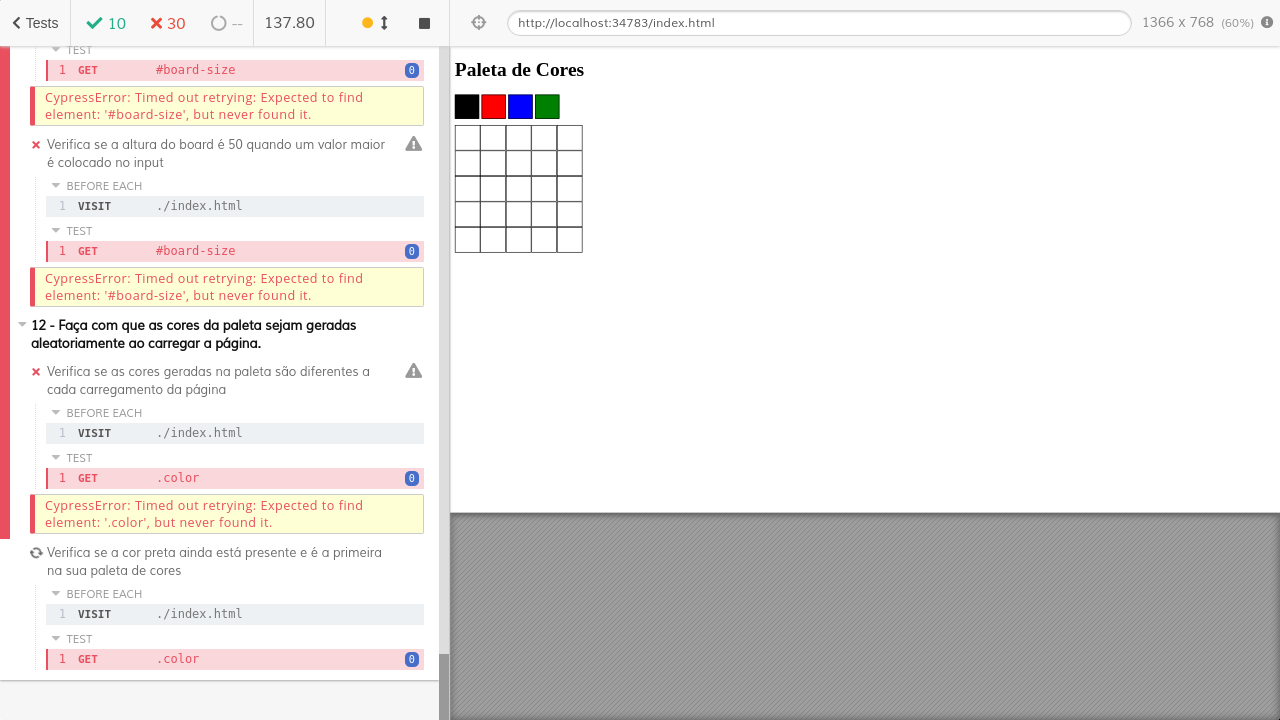 Tests 10 30 -- 137.80
http://localhost:34783/index.html 1366 x 768 (60%)
TEST
1 GET #board-size 0
CypressError: Timed out retrying: Expected to find
element: '#board-size', but never found it.
Verifica se a altura do board é 50 quando um valor maior
é colocado no input
BEFORE EACH
1 VISIT ./index.html
TEST
1 GET #board-size 0
CypressError: Timed out retrying: Expected to find
element: '#board-size', but never found it.
12 - Faça com que as cores da paleta sejam geradas
aleatoriamente ao carregar a página.
Verifica se as cores geradas na paleta são diferentes a
cada carregamento da página
BEFORE EACH
1 VISIT ./index.html
TEST
1 GET .color 0
CypressError: Timed out retrying: Expected to find
element: '.color', but never found it.
Verifica se a cor preta ainda está presente e é a primeira
na sua paleta de cores
BEFORE EACH
1 VISIT ./index.html
TEST
1 GET .color 0
Paleta de Cores